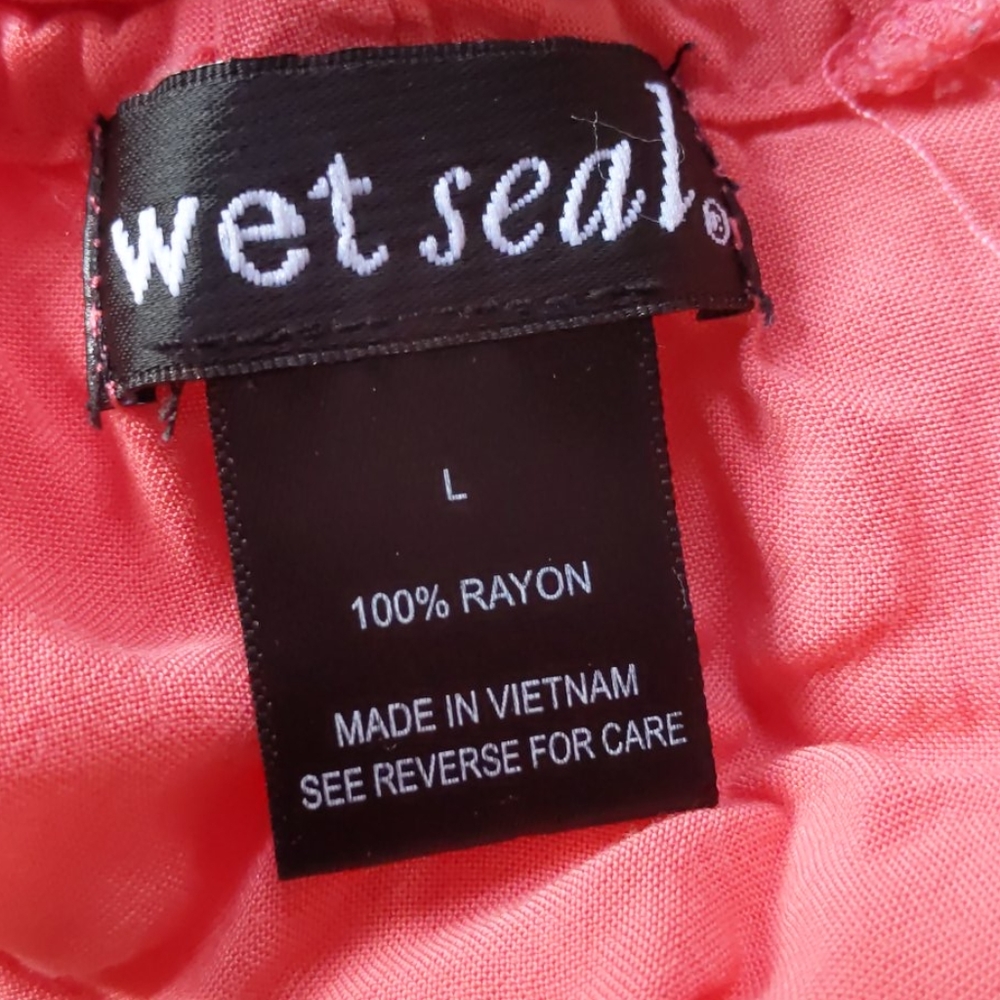 wet seal®
L
100% RAYON
MADE IN VIETNAM
SEE REVERSE FOR CARE